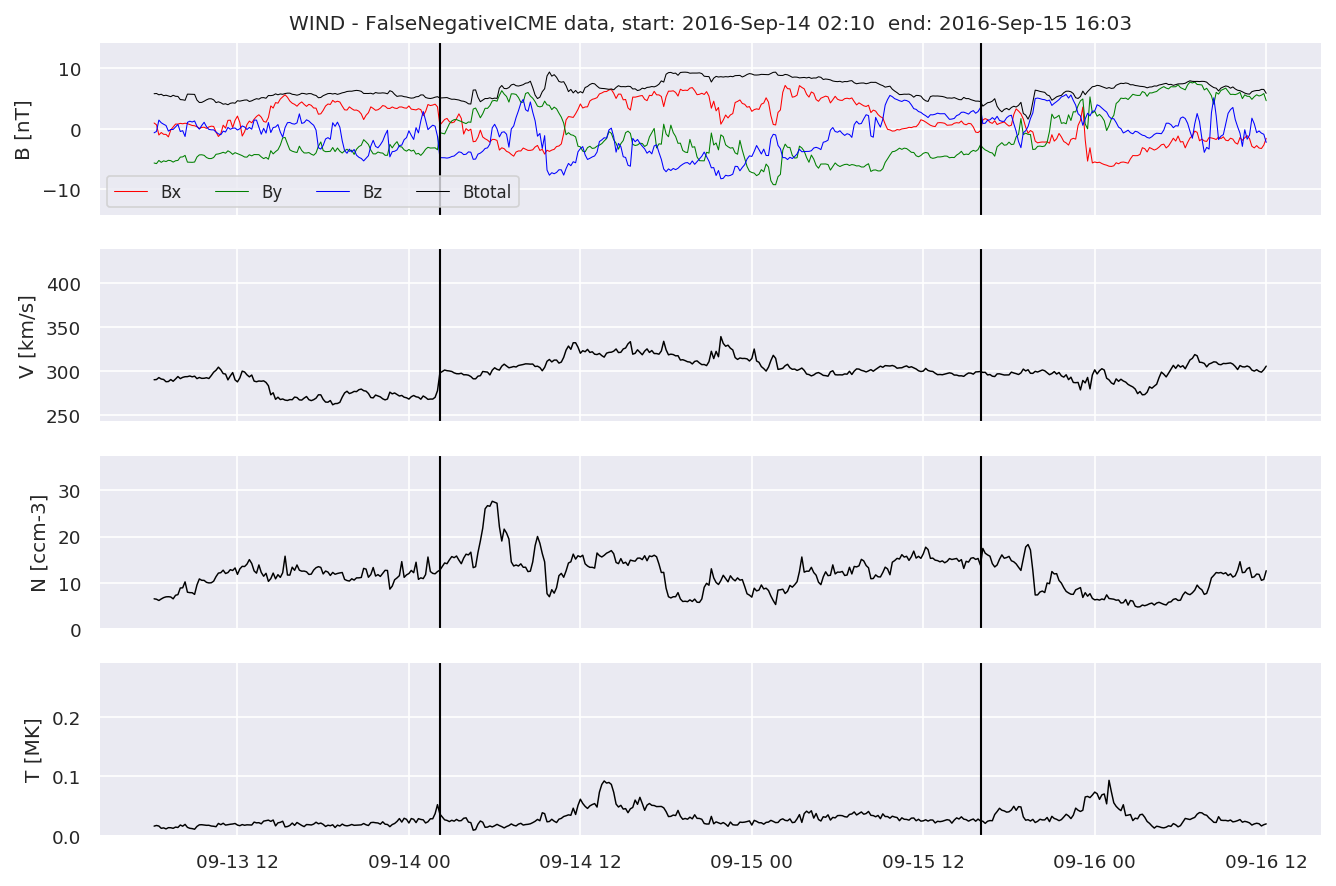 WIND - FalseNegativeICME data, start: 2016-Sep-14 02:10  end: 2016-Sep-15 16:03
B [nT]
10
0
−10
Bx By Bz Btotal
V [km/s]
400
350
300
250
N [ccm-3]
30
20
10
0
T [MK]
0.2
0.1
0.0
09-13 12 09-14 00 09-14 12 09-15 00 09-15 12 09-16 00 09-16 12